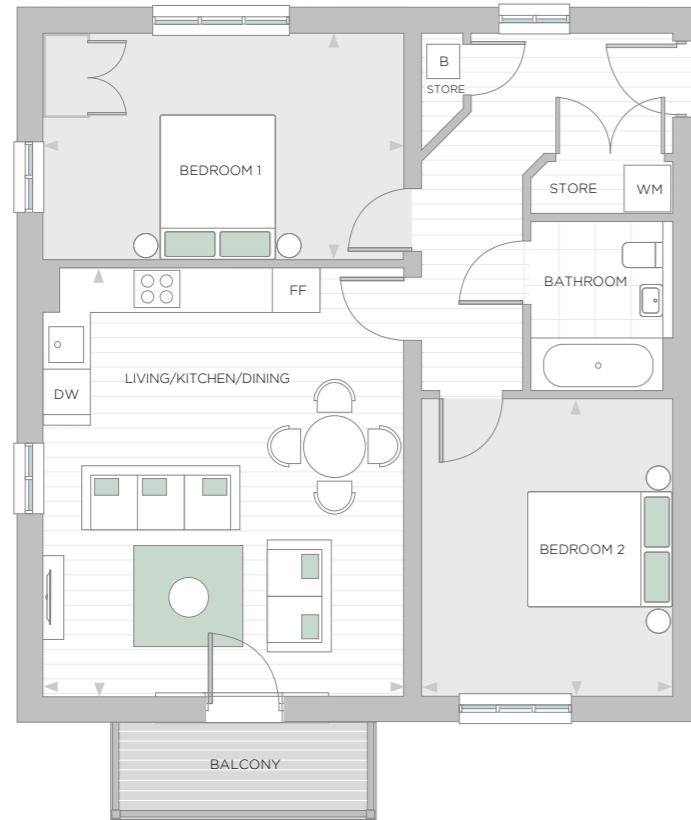 B
STORE
BEDROOM 1
STORE
WM
BATHROOM
FF
LIVING/KITCHEN/DINING
DW
BEDROOM 2
BALCONY